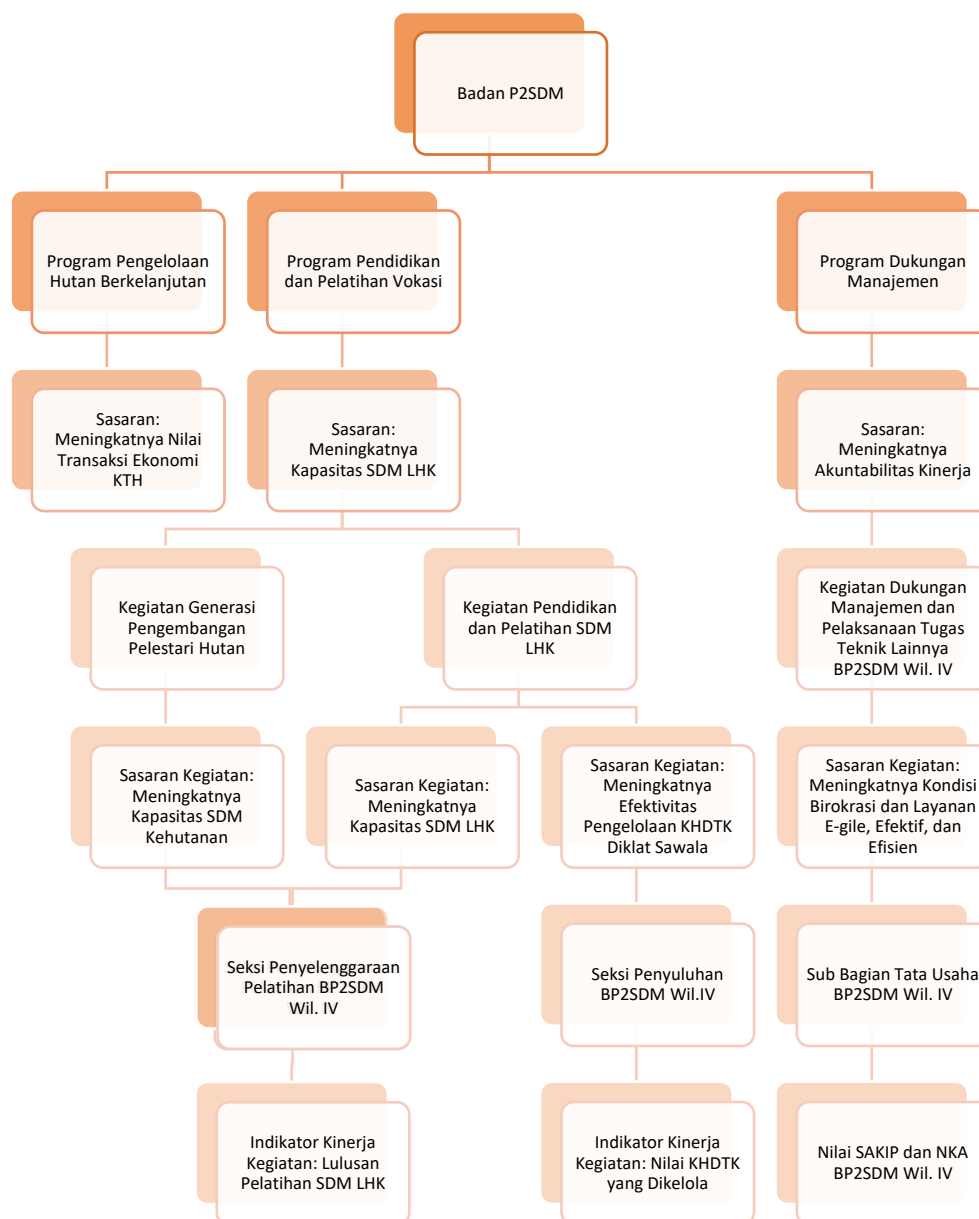 Badan P2SDM
Program Pengelolaan
Hutan Berkelanjutan
Program Pendidikan
dan Pelatihan Vokasi
Program Dukungan
Manajemen
Sasaran:
Meningkatnya Nilai
Transaksi Ekonomi
KTH
Sasaran:
Meningkatnya
Kapasitas SDM LHK
Sasaran:
Meningkatnya
Akuntabilitas Kinerja
Kegiatan Generasi
Pengembangan
Pelestari Hutan
Kegiatan Pendidikan
dan Pelatihan SDM
LHK
Kegiatan Dukungan
Manajemen dan
Pelaksanaan Tugas
Teknik Lainnya
BP2SDM Wil. IV
Sasaran Kegiatan:
Meningkatnya
Kapasitas SDM
Kehutanan
Sasaran Kegiatan:
Meningkatnya
Kapasitas SDM LHK
Sasaran Kegiatan:
Meningkatnya
Efektivitas
Pengelolaan KHDTK
Diklat Sawala
Sasaran Kegiatan:
Meningkatnya Kondisi
Birokrasi dan Layanan
E-gile, Efektif, dan
Efisien
Seksi Penyelenggaraan
Pelatihan BP2SDM
Wil. IV
Seksi Penyuluhan
BP2SDM Wil.IV
Sub Bagian Tata Usaha
BP2SDM Wil. IV
Indikator Kinerja
Kegiatan: Lulusan
Pelatihan SDM LHK
Indikator Kinerja
Kegiatan: Nilai KHDTK
yang Dikelola
Nilai SAKIP dan NKA
BP2SDM Wil. IV